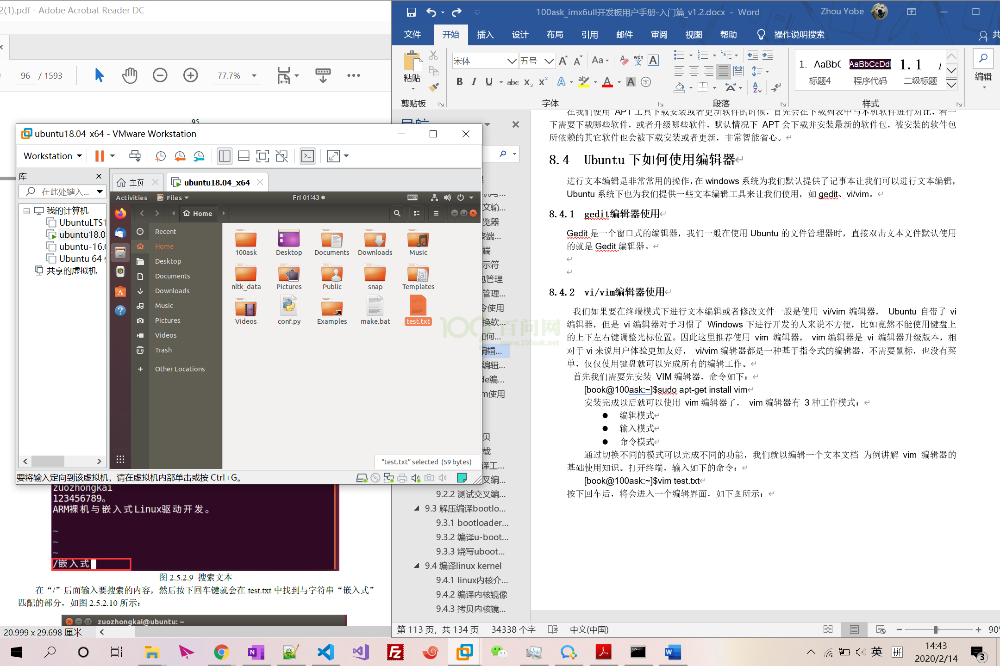 2(1).pdf - Adobe Acrobat Reader DC
96 / 1593
77.7%
95
ubuntu18.04_x64 - VMware Workstation
Workstation
库
在此处键入...
我的计算机
UbuntuLTS1
ubuntu18.0
ubuntu-16.
Ubuntu 64
共享的虚拟机
主页
ubuntu18.04_x64
Activities
Files
Fri 01:43
Home
Recent
Home
Desktop
Documents
Downloads
Music
Pictures
Videos
Trash
Other Locations
100ask
Desktop
Documents
Downloads
Music
nltk_data
Pictures
Public
snap
Templates
Videos
conf.py
Examples
make.bat
test.txt
"test.txt" selected (59 bytes)
要将输入定向到该虚拟机，请在虚拟机内部单击或按 Ctrl+G。
zuozhongkai
123456789。
ARM裸机与嵌入式Linux驱动开发。
~
~
~
/嵌入式
图 2.5.2.9 搜索文本
在“/”后面输入要搜索的内容，然后按下回车键就会在 test.txt 中找到与字符串“嵌入式”
匹配的部分，如图 2.5.2.10 所示：
zuozhongkai@ubuntu: ~
20.999 x 29.698 厘米
100ask_imx6ull开发板用户手册-入门篇_v1.2.docx - Word
Zhou Yobe
文件 开始 插入 设计 布局 引用 邮件 审阅 视图 帮助 操作说明搜索 共
粘贴
剪贴板
宋体
五号
字体
段落
1. AaBbC
标题4
AaBbCcDd
程序代码
1.1
二级标题
样式
编辑
文输...
览器
端
示符
包管理
管理...
令使用
换软...
如何...
编辑...
编辑...
de编...
m使用
贝
载
译工...
叉编...
9.2.2 测试交叉编...
9.3 解压编译bootlo...
9.3.1 bootloader...
9.3.2 编译u-boot...
9.3.3 烧写uboot...
9.4 编译linux kernel
9.4.1 linux内核介...
9.4.2 编译内核镜像
9.4.3 拷贝内核镜...
在我们使用 APT 工具下载安装或者更新软件的时候，首先会在下载列表中与本机软件进行对比，看一
下需要下载哪些软件，或者升级哪些软件，默认情况下 APT 会下载并安装最新的软件包，被安装的软件包
所依赖的其它软件也会被下载安装或者更新，非常智能省心。
8.4 Ubuntu 下如何使用编辑器
进行文本编辑是非常常用的操作，在 windows 系统为我们默认提供了记事本让我们可以进行文本编辑，
Ubuntu 系统下也为我们提供一些文本编辑工具来让我们使用，如 gedit、vi/vim。
8.4.1 gedit编辑器使用
Gedit 是一个窗口式的编辑器，我们一般在使用 Ubuntu 的文件管理器时，直接双击文本文件默认使用
的就是 Gedit 编辑器。
8.4.2 vi/vim编辑器使用
我们如果要在终端模式下进行文本编辑或者修改文件一般是使用 vi/vim 编辑器， Ubuntu 自带了 vi
编辑器，但是 vi 编辑器对于习惯了 Windows 下进行开发的人来说不方便，比如竟然不能使用键盘上
的上下左右键调整光标位置。因此这里推荐使用 vim 编辑器， vim 编辑器是 vi 编辑器升级版本，相
对于 vi 来说用户体验更加友好， vi/vim 编辑器都是一种基于指令式的编辑器，不需要鼠标，也没有菜
单，仅仅使用键盘就可以完成所有的编辑工作。
首先我们需要先安装 VIM 编辑器，命令如下：
[book@100ask:~]$sudo apt-get install vim
安装完成以后就可以使用 vim 编辑器了， vim 编辑器有 3 种工作模式：
● 编辑模式
● 输入模式
● 命令模式
通过切换不同的模式可以完成不同的功能，我们就以编辑一个文本文档 为例讲解 vim 编辑器的
基础使用知识。打开终端，输入如下的命令：
[book@100ask:~]$vim test.txt
按下回车后，将会进入一个编辑界面，如下图所示：
百问网
www.100ask.net
第 113 页，共 134 页 34338 个字 中文(中国)
90
英 拼
14:43
2020/2/14
3